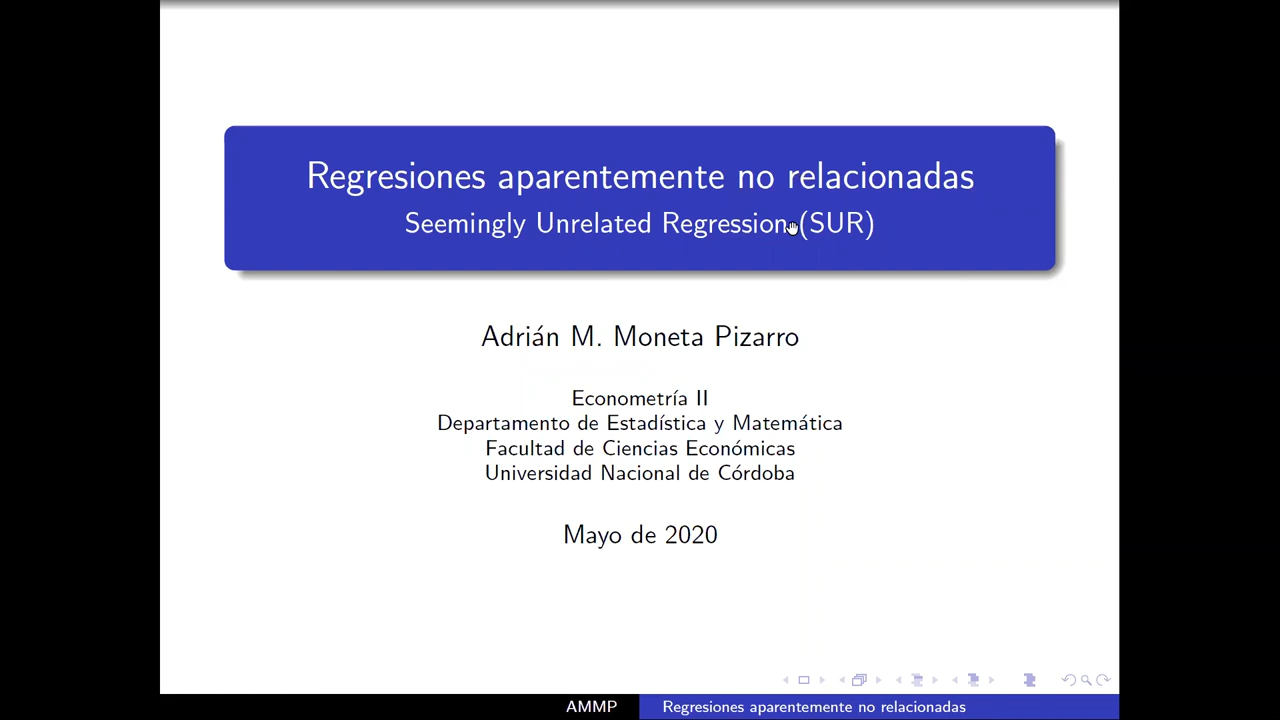 Regresiones aparentemente no relacionadas
Seemingly Unrelated Regression (SUR)
Adrián M. Moneta Pizarro
Econometría II
Departamento de Estadística y Matemática
Facultad de Ciencias Económicas
Universidad Nacional de Córdoba
Mayo de 2020
AMMP
Regresiones aparentemente no relacionadas